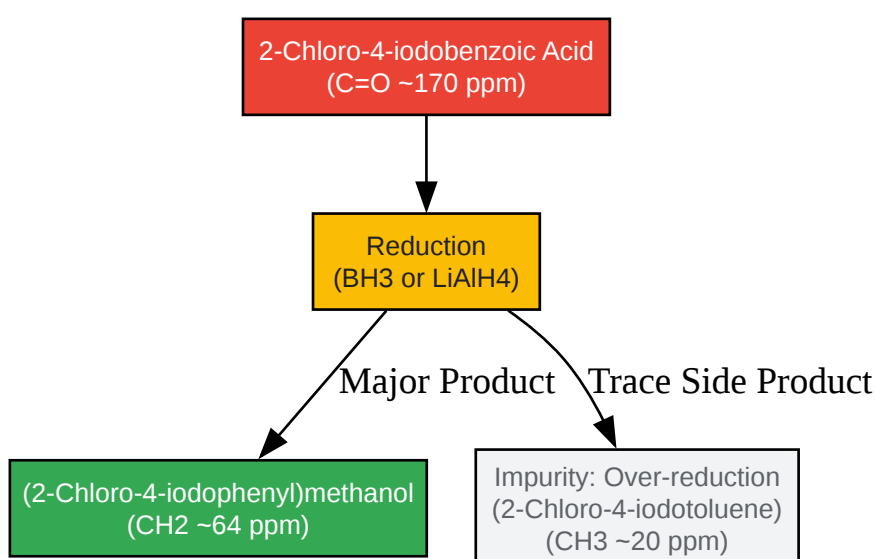 2-Chloro-4-iodobenzoic Acid
(C=O ~170 ppm)
Reduction
(BH3 or LiAlH4)
Major Product
Trace Side Product
(2-Chloro-4-iodophenyl)methanol
(CH2 ~64 ppm)
Impurity: Over-reduction
(2-Chloro-4-iodotoluene)
(CH3 ~20 ppm)